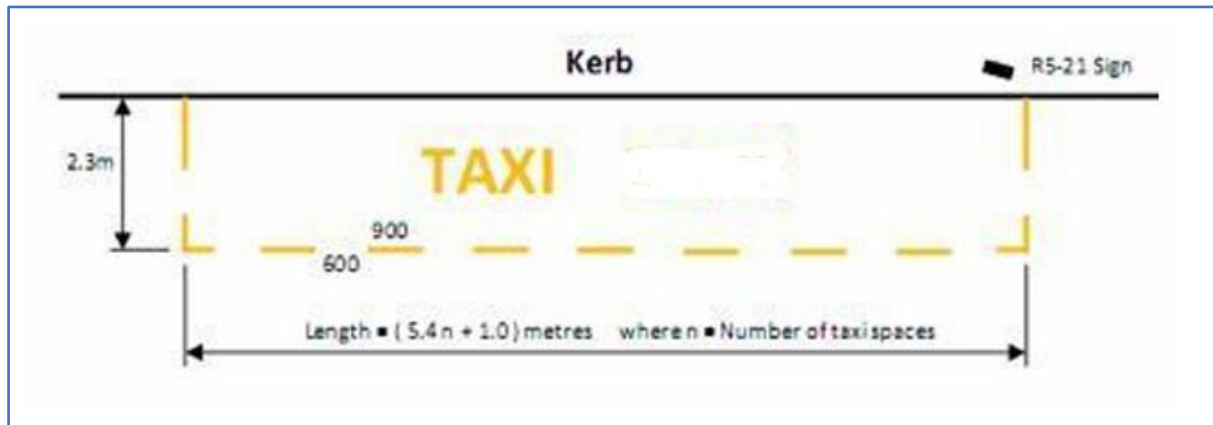 Kerb
R5-21 Sign
2.3m
TAXI
900
600
Length = ( 5.4 n + 1.0 ) metres where n = Number of taxi spaces